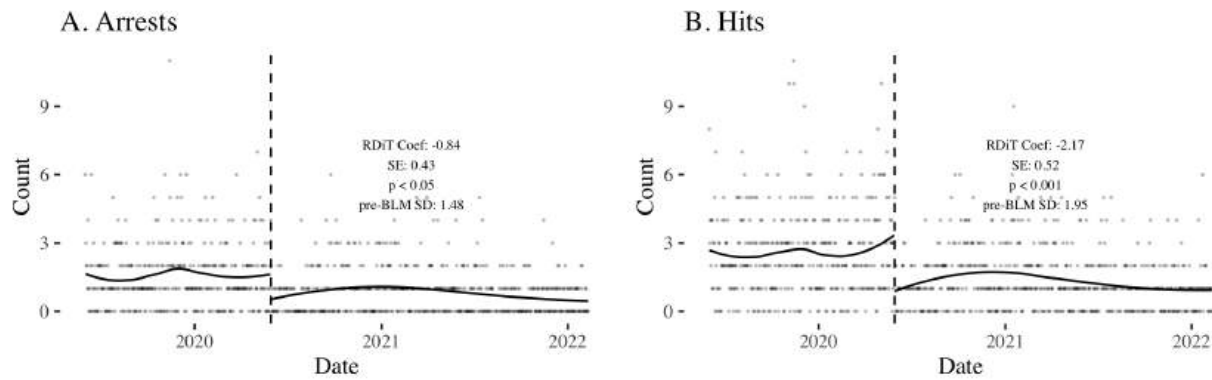 A. Arrests
9
6
3
0
Count
RDiT Coef: -0.84
SE: 0.43
p < 0.05
pre-BLM SD: 1.48
2020
2021
2022
Date
B. Hits
9
6
3
0
Count
RDiT Coef: -2.17
SE: 0.52
p < 0.001
pre-BLM SD: 1.95
2020
2021
2022
Date